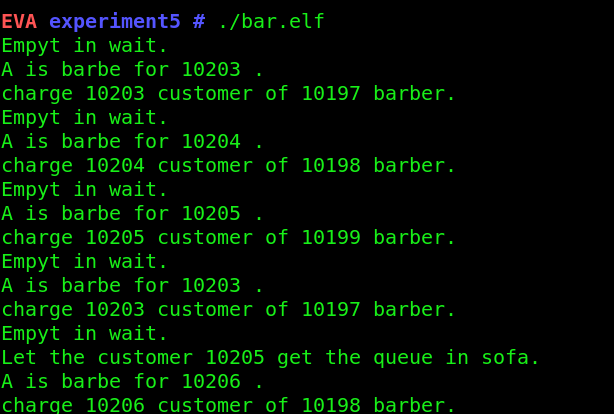 EVA experiment5 # ./bar.elf
Empyt in wait.
A is barbe for 10203 .
charge 10203 customer of 10197 barber.
Empyt in wait.
A is barbe for 10204 .
charge 10204 customer of 10198 barber.
Empyt in wait.
A is barbe for 10205 .
charge 10205 customer of 10199 barber.
Empyt in wait.
A is barbe for 10203 .
charge 10203 customer of 10197 barber.
Empyt in wait.
Let the customer 10205 get the queue in sofa.
A is barbe for 10206 .
charge 10206 customer of 10198 barber.